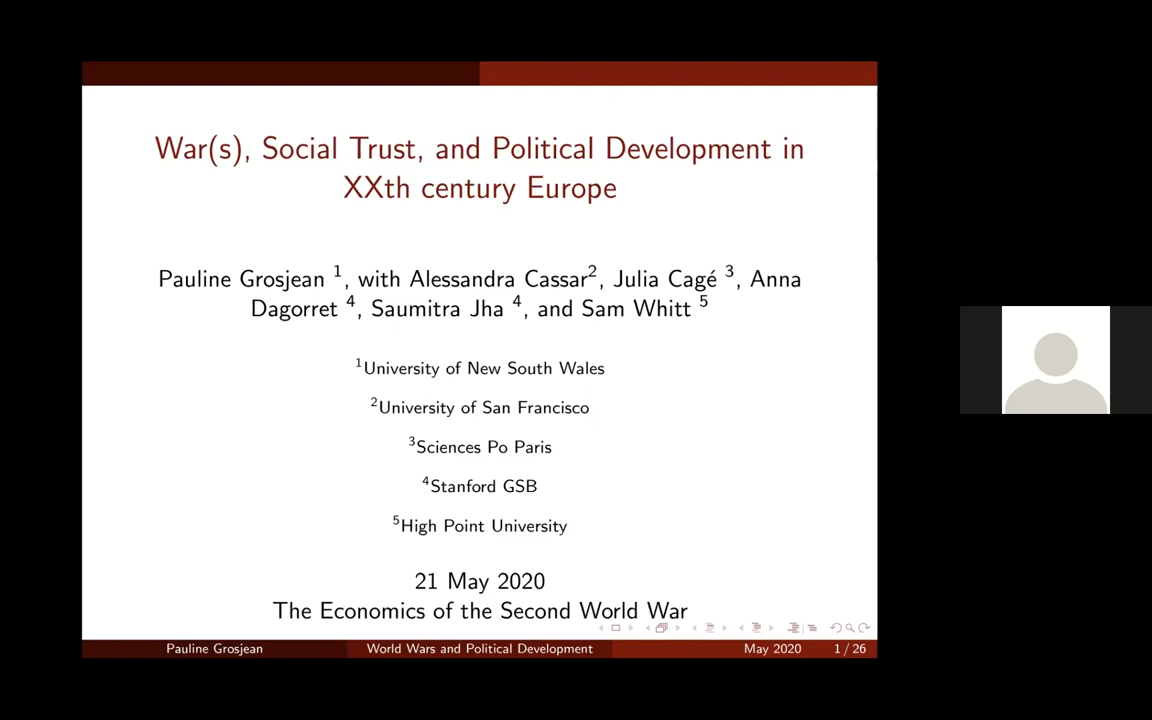 War(s), Social Trust, and Political Development in
XXth century Europe
Pauline Grosjean 1, with Alessandra Cassar2, Julia Cagé 3, Anna
Dagorret 4, Saumitra Jha 4, and Sam Whitt 5
1University of New South Wales
2University of San Francisco
3Sciences Po Paris
4Stanford GSB
5High Point University
21 May 2020
The Economics of the Second World War
Pauline Grosjean World Wars and Political Development May 2020 1 / 26